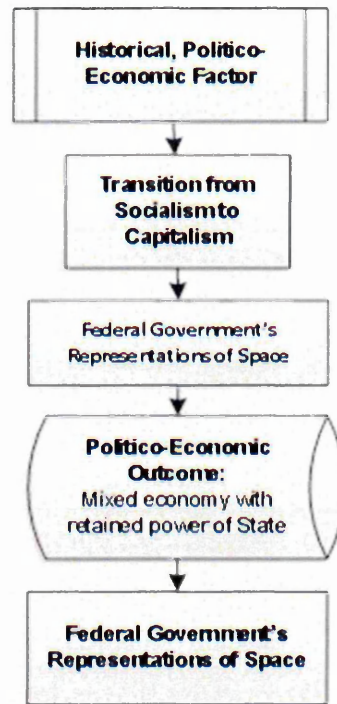 Historical, Politico-
Economic Factor
Transition from
Socialism to
Capitalism
Federal Government's
Representations of Space
Politico-Economic
Outcome:
Mixed economy with
retained power of State
Federal Government's
Representations of Space